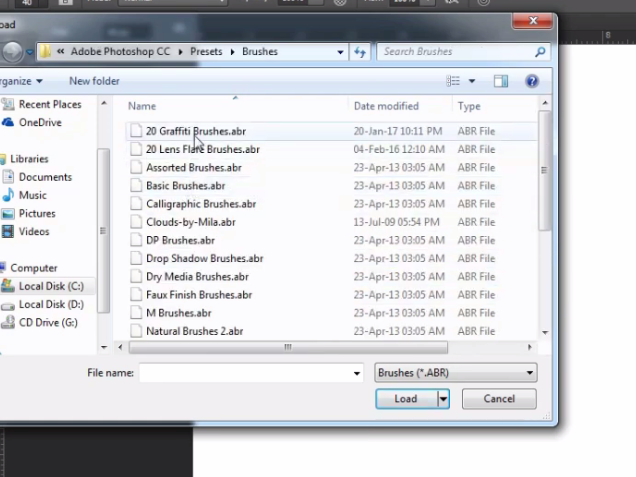 40
oad
« Adobe Photoshop CC ▸ Presets ▸ Brushes
Search Brushes
rganize
New folder
Recent Places
OneDrive
Libraries
Documents
Music
Pictures
Videos
Computer
Local Disk (C:)
Local Disk (D:)
CD Drive (G:)
Name Date modified Type
20 Graffiti Brushes.abr 20-Jan-17 10:11 PM ABR File
20 Lens Flare Brushes.abr 04-Feb-16 12:10 AM ABR File
Assorted Brushes.abr 23-Apr-13 03:05 AM ABR File
Basic Brushes.abr 23-Apr-13 03:05 AM ABR File
Calligraphic Brushes.abr 23-Apr-13 03:05 AM ABR File
Clouds-by-Mila.abr 13-Jul-09 05:54 PM ABR File
DP Brushes.abr 23-Apr-13 03:05 AM ABR File
Drop Shadow Brushes.abr 23-Apr-13 03:05 AM ABR File
Dry Media Brushes.abr 23-Apr-13 03:05 AM ABR File
Faux Finish Brushes.abr 23-Apr-13 03:05 AM ABR File
M Brushes.abr 23-Apr-13 03:05 AM ABR File
Natural Brushes 2.abr 23-Apr-13 03:05 AM ABR File
File name:
Brushes (*.ABR)
Load
Cancel